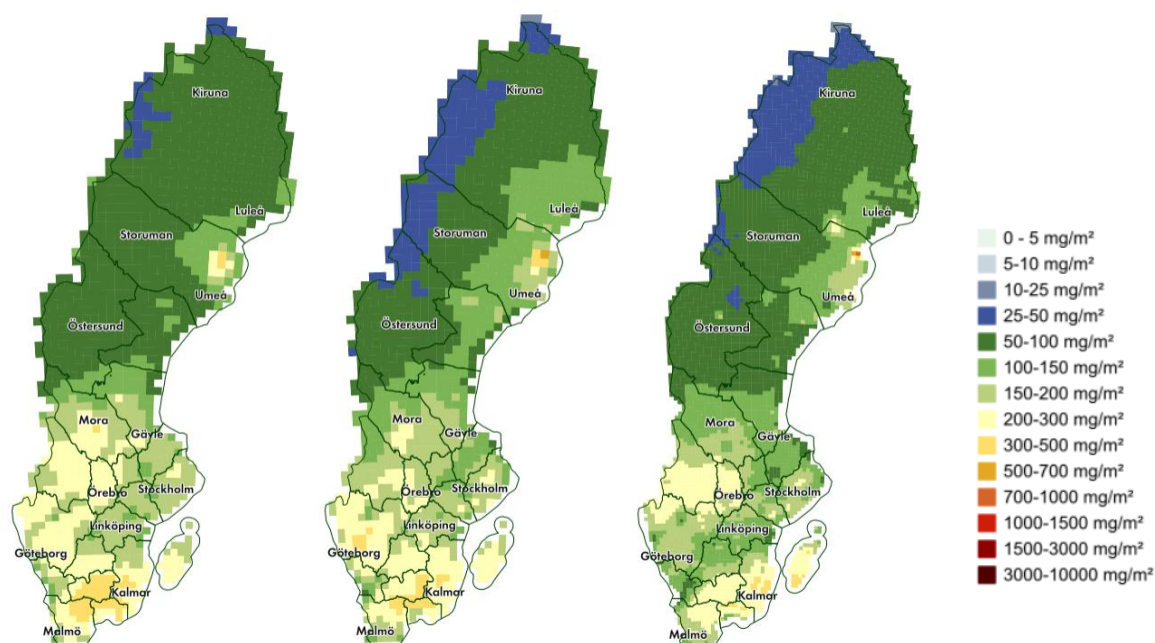 Kiruna
Luleå
Storuman
Umeå
Östersund
Mora
Gävle
Örebro
Stockholm
Linköping
Göteborg
Kalmar
Malmö
Kiruna
Luleå
Storuman
Umeå
Östersund
Mora
Gävle
Örebro
Stockholm
Linköping
Göteborg
Kalmar
Malmö
Kiruna
Luleå
Storuman
Umeå
Östersund
Mora
Gävle
Örebro
Stockholm
Linköping
Göteborg
Kalmar
Malmö
0 - 5 mg/m²
5-10 mg/m²
10-25 mg/m²
25-50 mg/m²
50-100 mg/m²
100-150 mg/m²
150-200 mg/m²
200-300 mg/m²
300-500 mg/m²
500-700 mg/m²
700-1000 mg/m²
1000-1500 mg/m²
1500-3000 mg/m²
3000-10000 mg/m²